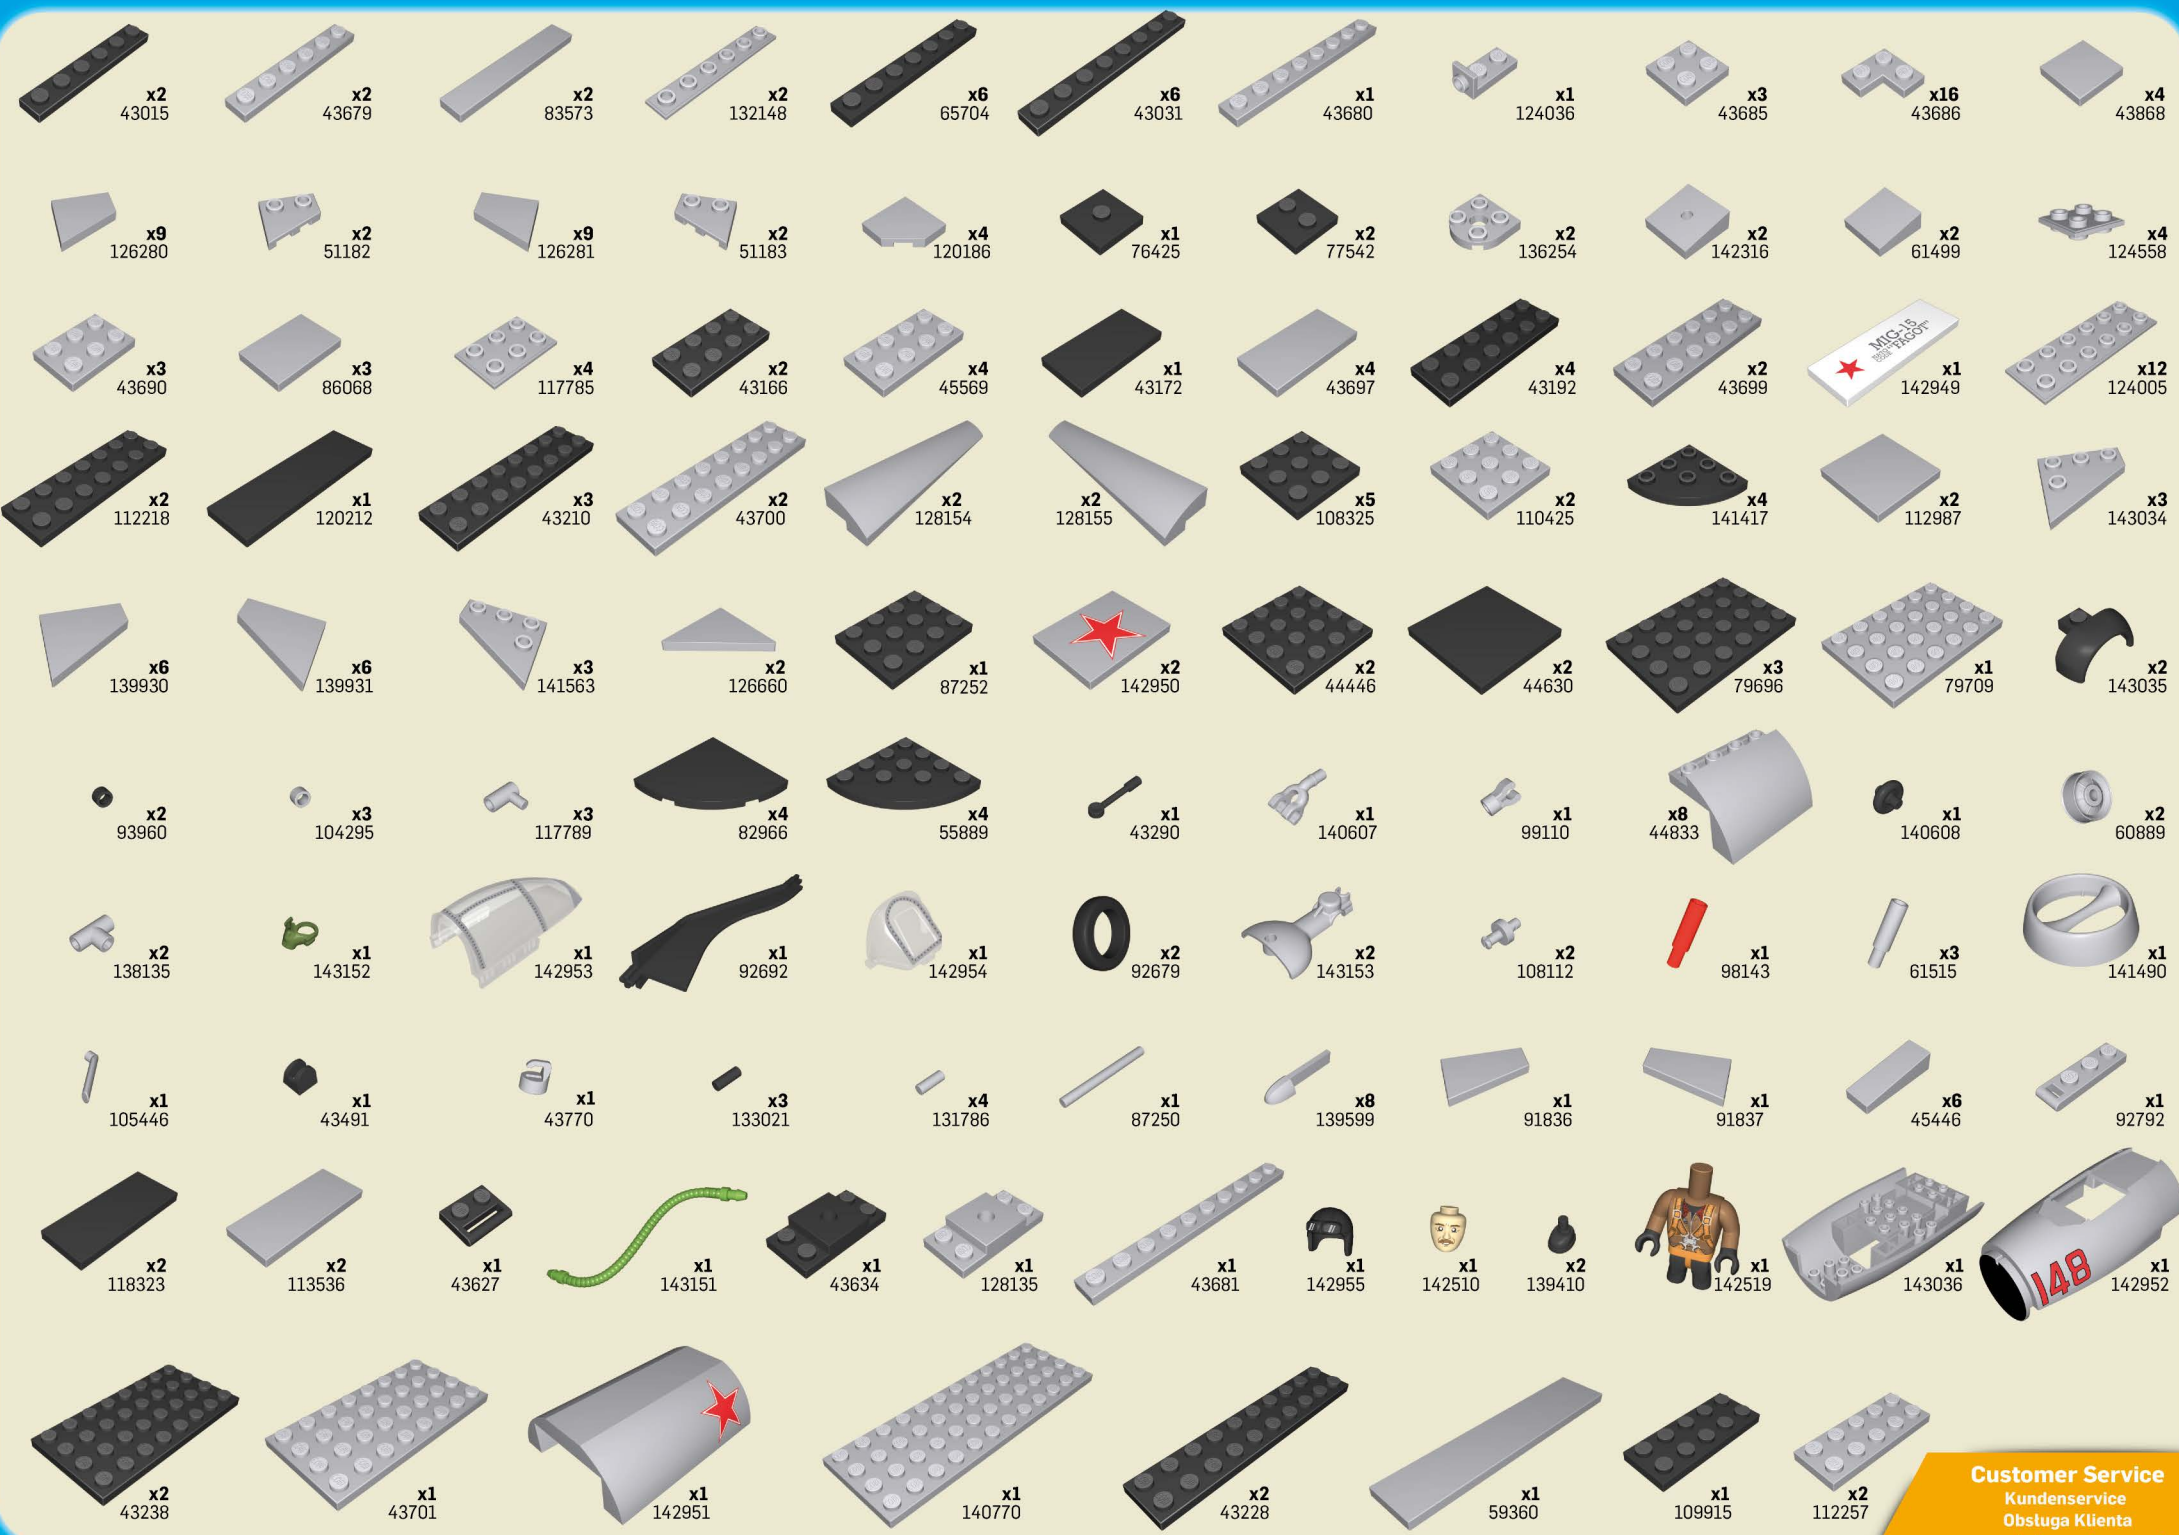 x2 x2 x2 x2 x6 x6 x1 x1 x3 x16 x4
43015 43679 83573 132148 65704 43031 43680 124036 43685 43686 43868
x9 x2 x9 x2 x4 x1 x2 x2 x2 x2 x4
126280 51182 126281 51183 120186 76425 77542 136254 142316 61499 124558
MIG-15
NATO CODE "FAGOT"
x3 x3 x4 x2 x4 x1 x4 x4 x2 x1 x12
43690 86068 117785 43166 45569 43172 43697 43192 43699 142949 124005
x2 x1 x3 x2 x2 x2 x5 x2 x4 x2 x3
112218 120212 43210 43700 128154 128155 108325 110425 141417 112987 143034
x6 x6 x3 x2 x1 x2 x2 x2 x3 x1 x2
139930 139931 141563 126660 87252 142950 44446 44630 79696 79709 143035
x2 x3 x3 x4 x4 x1 x1 x1 x8 x1 x2
93960 104295 117789 82966 55889 43290 140607 99110 44833 140608 60889
x2 x1 x1 x1 x1 x2 x2 x2 x1 x3 x1
138135 143152 142953 92692 142954 92679 143153 108112 98143 61515 141490
x1 x1 x1 x3 x4 x1 x8 x1 x1 x6 x1
105446 43491 43770 133021 131786 87250 139599 91836 91837 45446 92792
148
x2 x2 x1 x1 x1 x1 x1 x1 x1 x2 x1 x1 x1
118323 113536 43627 143151 43634 128135 43681 142955 142510 139410 142519 143036 142952
x2 x1 x1 x1 x2 x1 x1 x2
43238 43701 142951 140770 43228 59360 109915 112257
Customer Service
Kundenservice
Obsługa Klienta